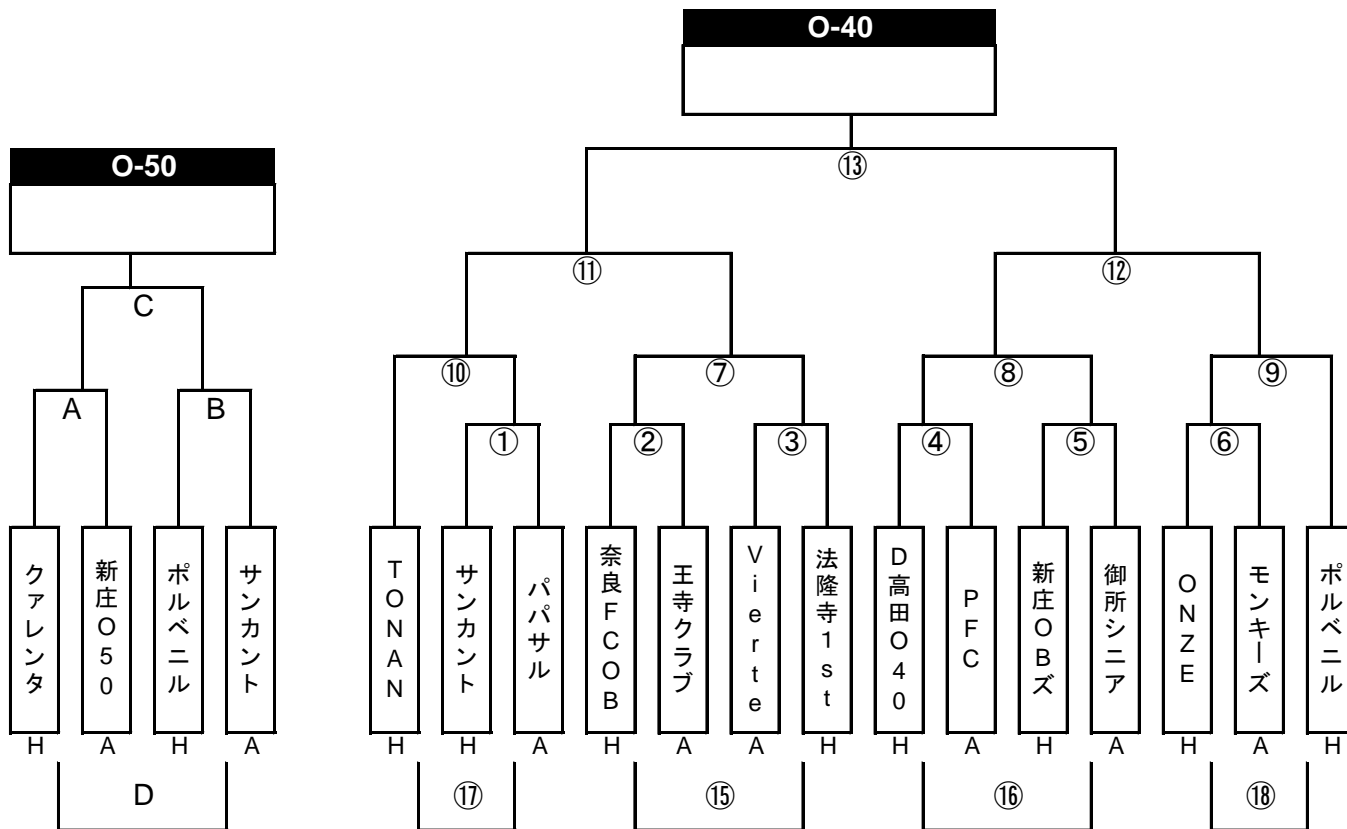 O-40
O-50
⑬
⑪
⑫
C
⑩
⑦
⑧
⑨
A
B
①
②
③
④
⑤
⑥
クァレンタ
新庄O50
ポルベニル
サンカント
TONAN
サンカント
パパサル
奈良FCOB
王寺クラブ
Vierte
法隆寺1st
D高田O40
PFC
新庄OBズ
御所シニア
ONZE
モンキーズ
ポルベニル
H A H A H H A H A A H H A H A H A H
D
⑰
⑮
⑯
⑱